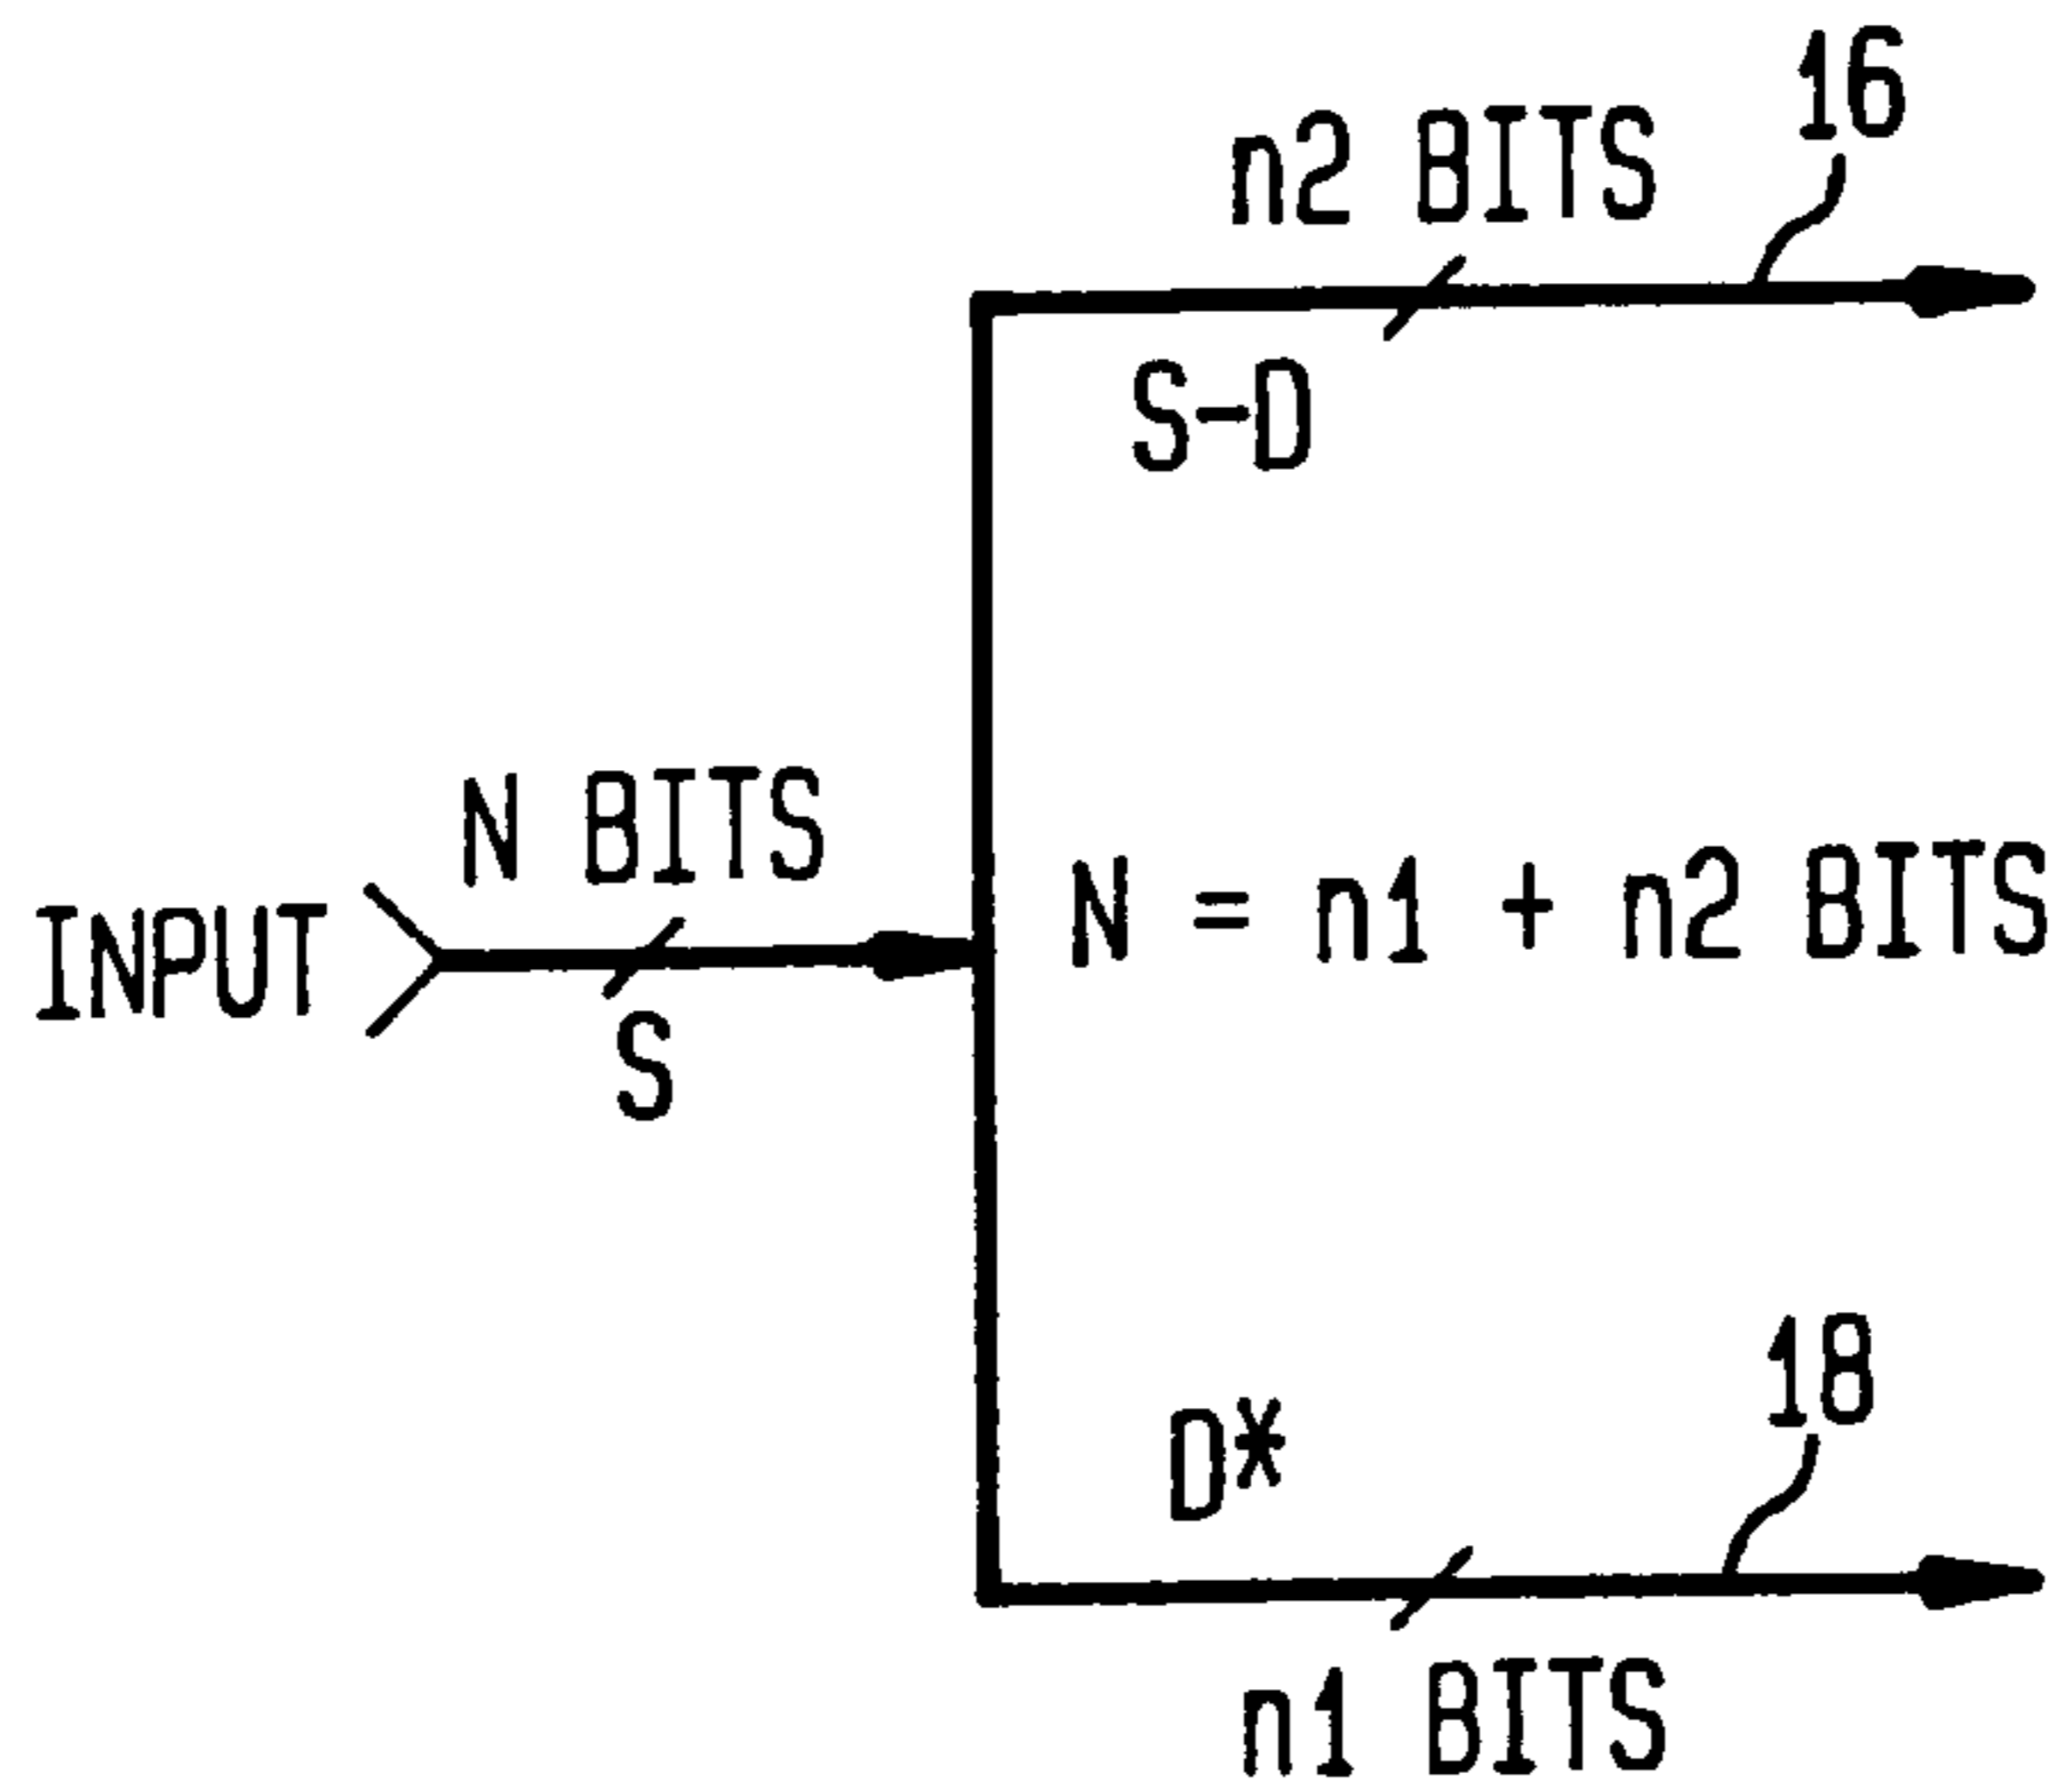 16
n2 BITS
S-D
N BITS
INPUT
S
N = n1 + n2 BITS
18
D*
n1 BITS